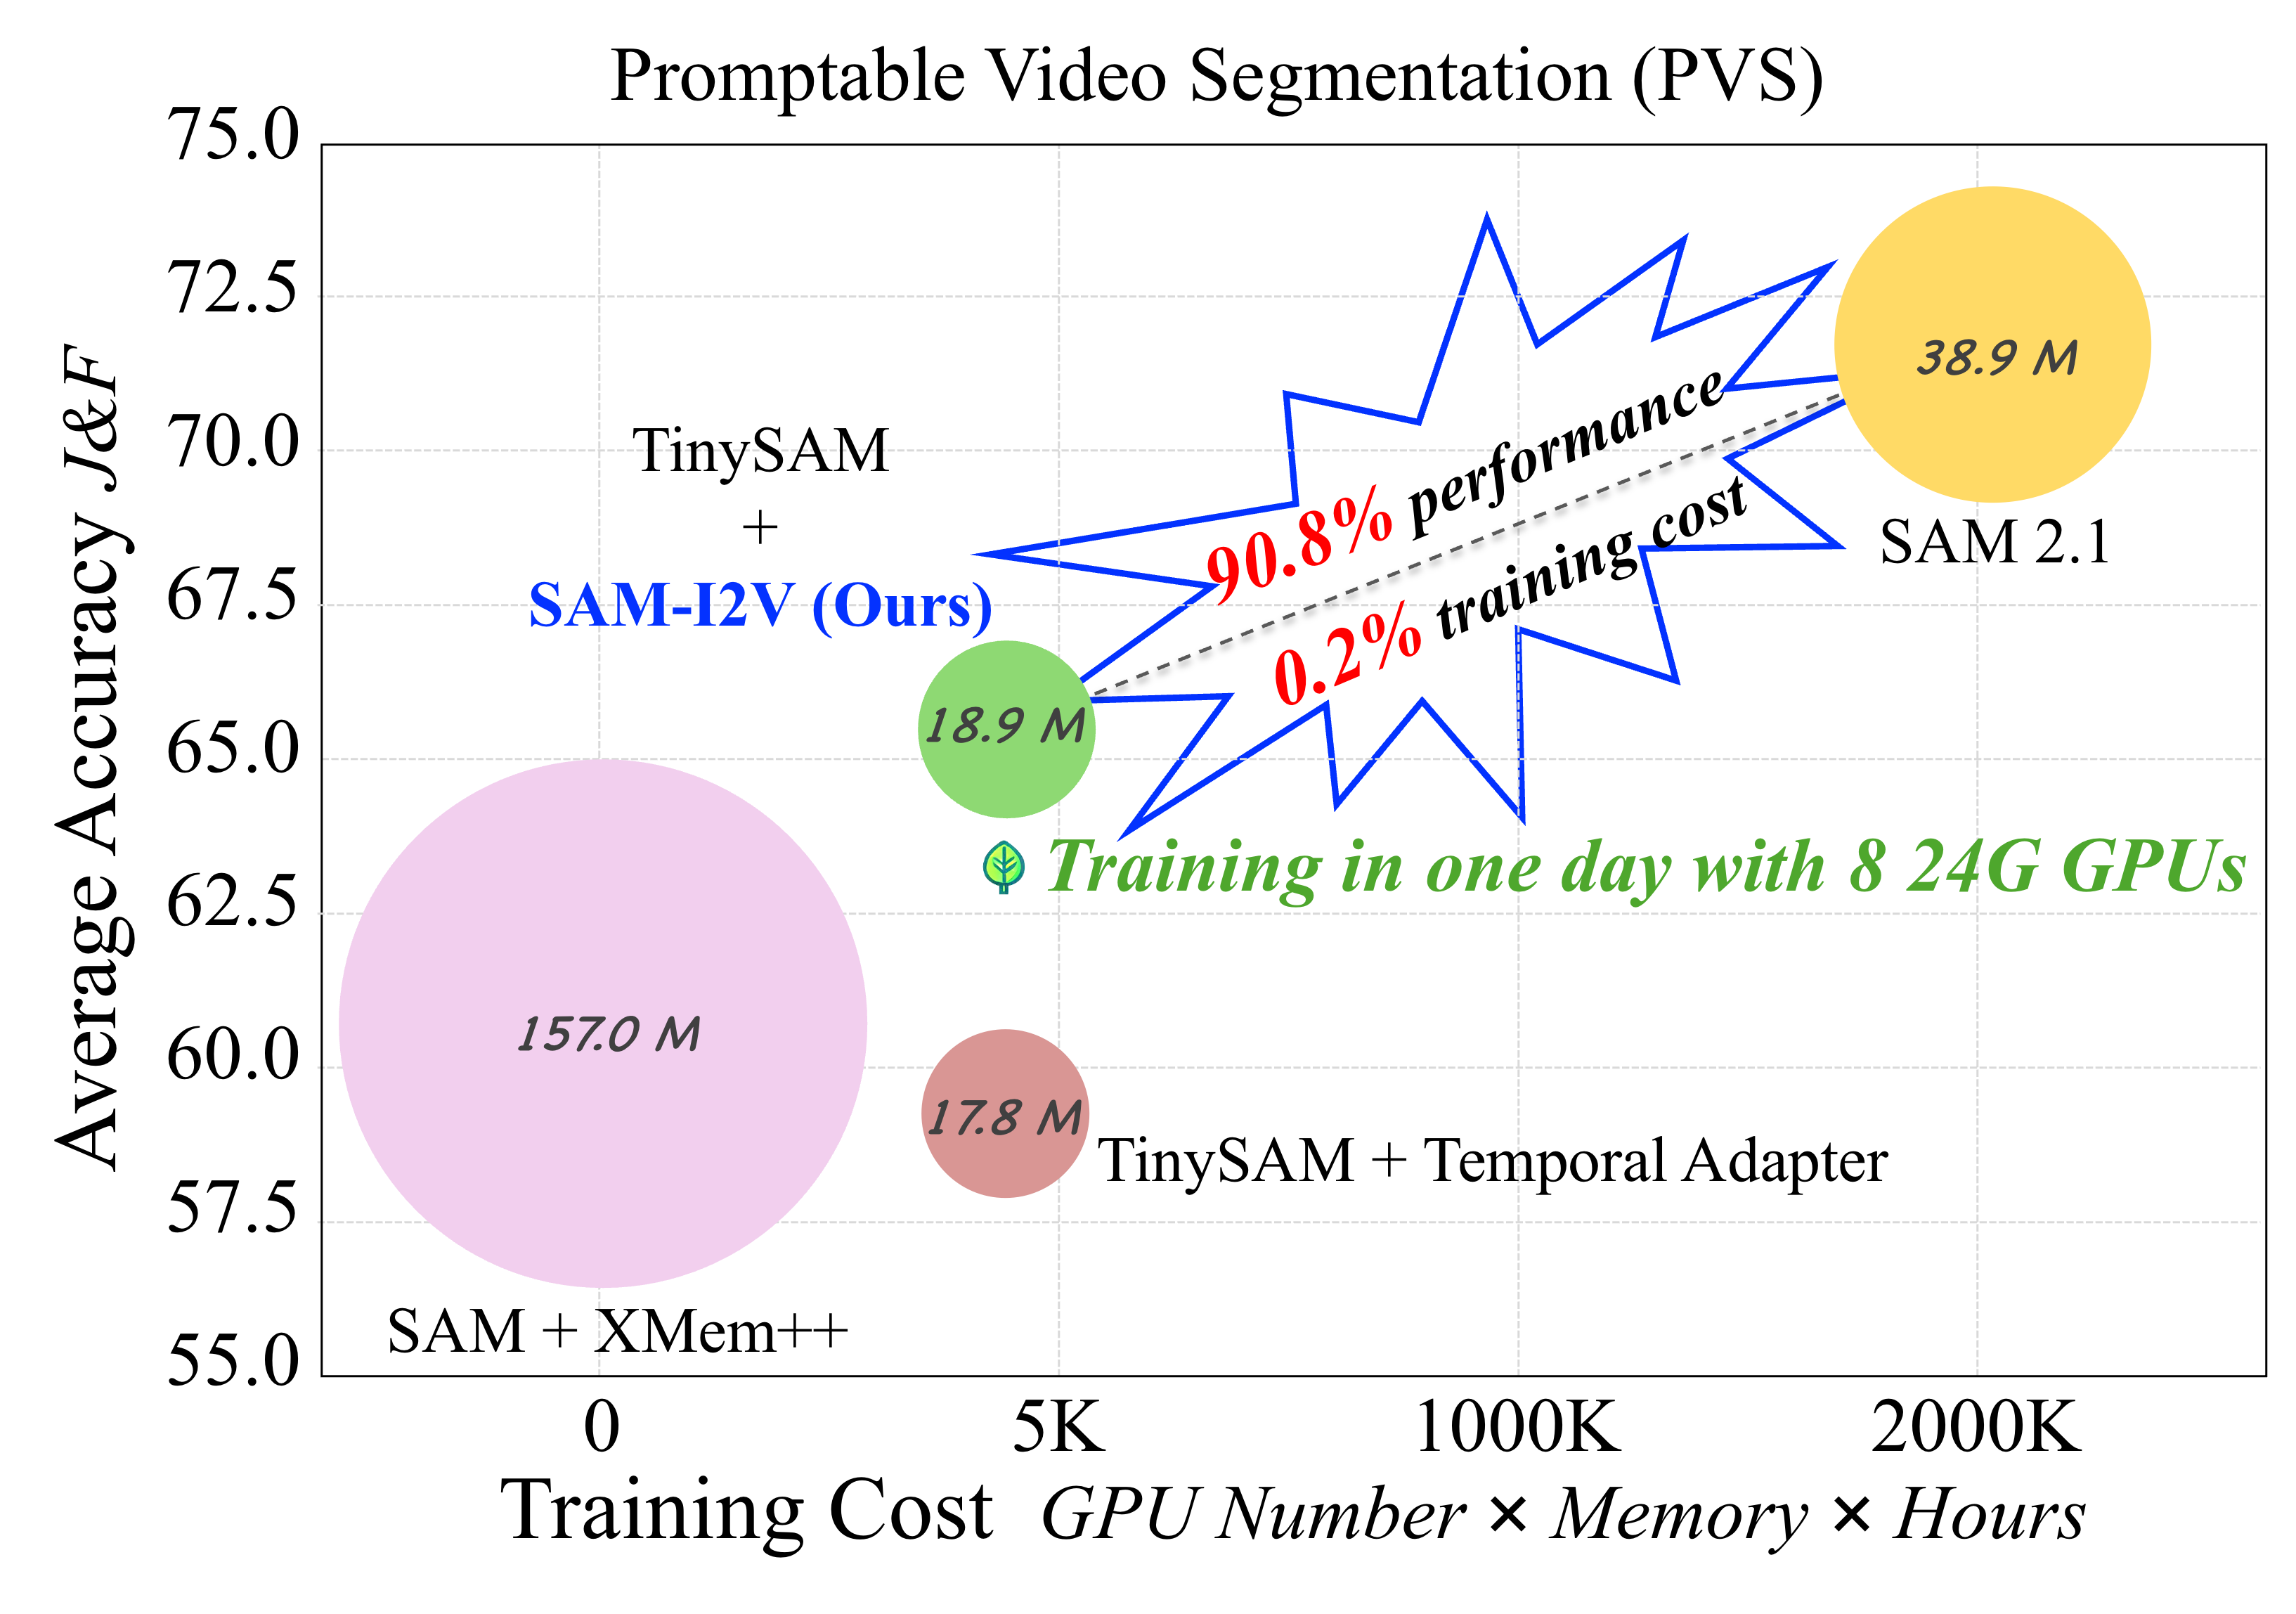 Promptable Video Segmentation (PVS)
75.0
72.5
70.0
67.5
65.0
62.5
60.0
57.5
55.0
Average Accuracy J&F
TinySAM
+
SAM-I2V (Ours)
18.9 M
90.8% performance
0.2% training cost
38.9 M
SAM 2.1
Training in one day with 8 24G GPUs
157.0 M
SAM + XMem++
17.8 M
TinySAM + Temporal Adapter
0
5K
1000K
2000K
Training Cost GPU Number × Memory × Hours